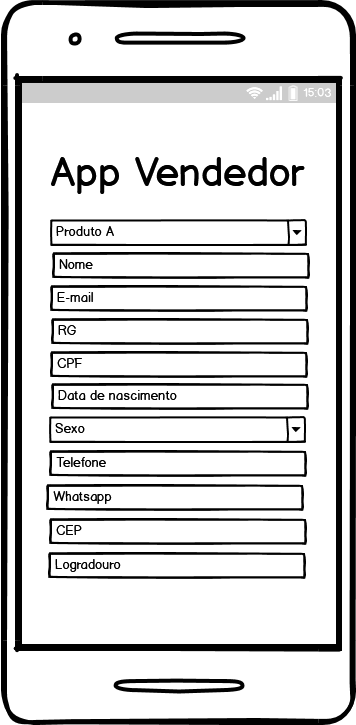 15:03
App Vendedor
Produto A
Nome
E-mail
RG
CPF
Data de nascimento
Sexo
Telefone
Whatsapp
CEP
Logradouro